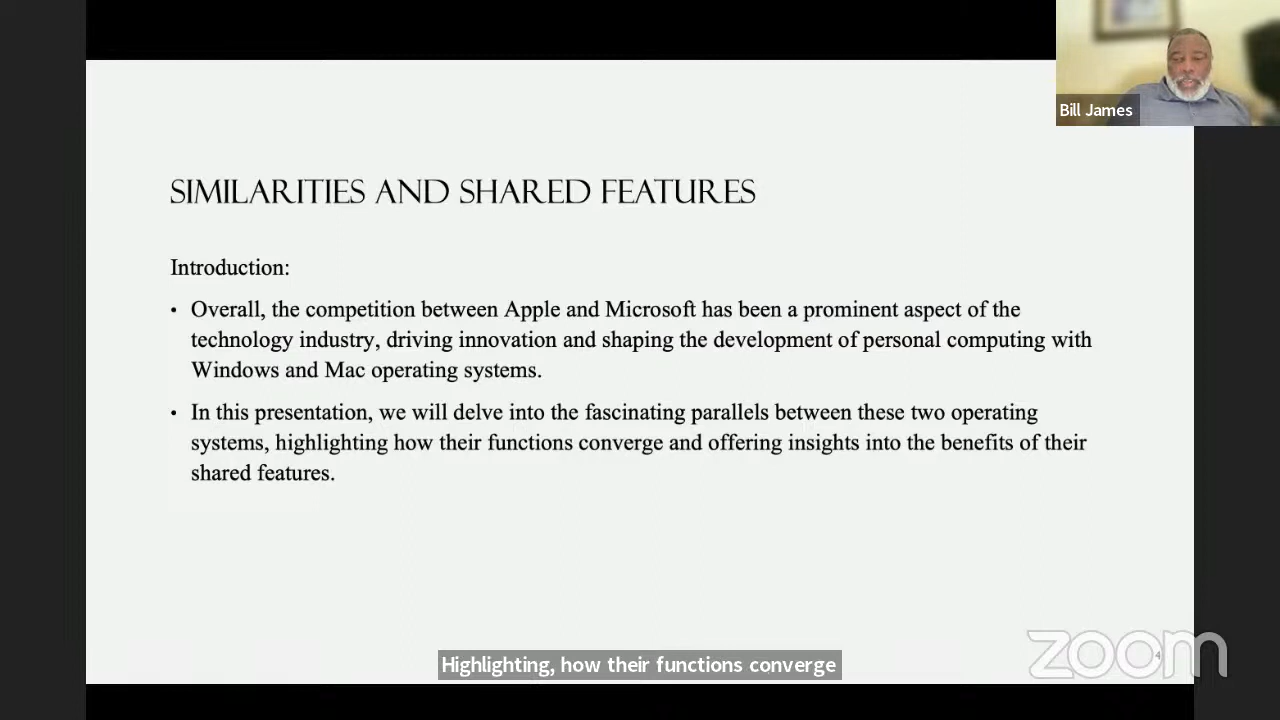 Bill James
SIMILARITIES AND SHARED FEATURES
Introduction:
• Overall, the competition between Apple and Microsoft has been a prominent aspect of the
technology industry, driving innovation and shaping the development of personal computing with
Windows and Mac operating systems.
• In this presentation, we will delve into the fascinating parallels between these two operating
systems, highlighting how their functions converge and offering insights into the benefits of their
shared features.
zoom
4
Highlighting, how their functions converge